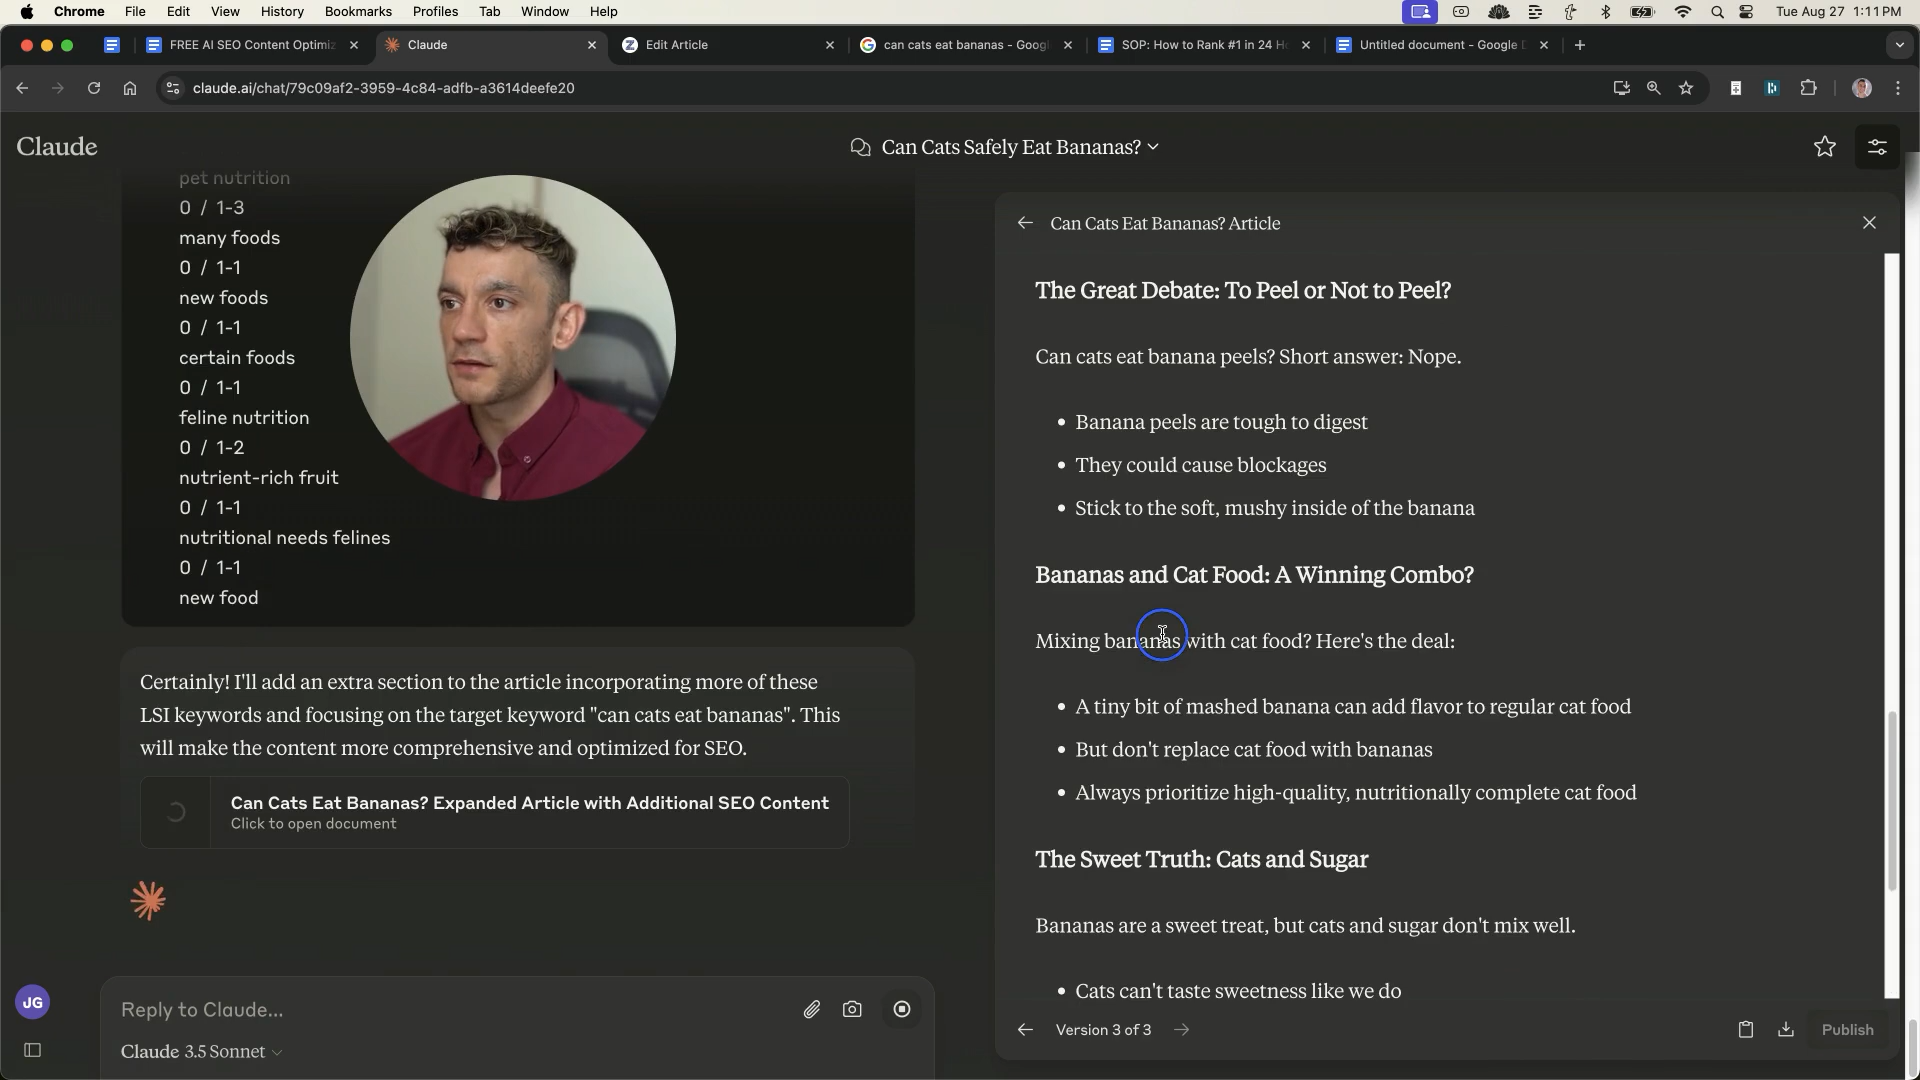 Chrome File Edit View History Bookmarks Profiles Tab Window Help Tue Aug 27 1:11 PM
FREE AI SEO Content Optimiz Claude Edit Article can cats eat bananas - Googl SOP: How to Rank #1 in 24 H Untitled document - Google D
claude.ai/chat/79c09af2-3959-4c84-adfb-a3614deefe20
Claude
Can Cats Safely Eat Bananas?
pet nutrition
0 / 1-3
many foods
0 / 1-1
new foods
0 / 1-1
certain foods
0 / 1-1
feline nutrition
0 / 1-2
nutrient-rich fruit
0 / 1-1
nutritional needs felines
0 / 1-1
new food
Certainly! I'll add an extra section to the article incorporating more of these
LSI keywords and focusing on the target keyword "can cats eat bananas". This
will make the content more comprehensive and optimized for SEO.
Can Cats Eat Bananas? Expanded Article with Additional SEO Content
Click to open document
JG
Reply to Claude...
Claude 3.5 Sonnet
Can Cats Eat Bananas? Article
The Great Debate: To Peel or Not to Peel?
Can cats eat banana peels? Short answer: Nope.
• Banana peels are tough to digest
• They could cause blockages
• Stick to the soft, mushy inside of the banana
Bananas and Cat Food: A Winning Combo?
Mixing bananas with cat food? Here's the deal:
• A tiny bit of mashed banana can add flavor to regular cat food
• But don't replace cat food with bananas
• Always prioritize high-quality, nutritionally complete cat food
The Sweet Truth: Cats and Sugar
Bananas are a sweet treat, but cats and sugar don't mix well.
• Cats can't taste sweetness like we do
Version 3 of 3
Publish